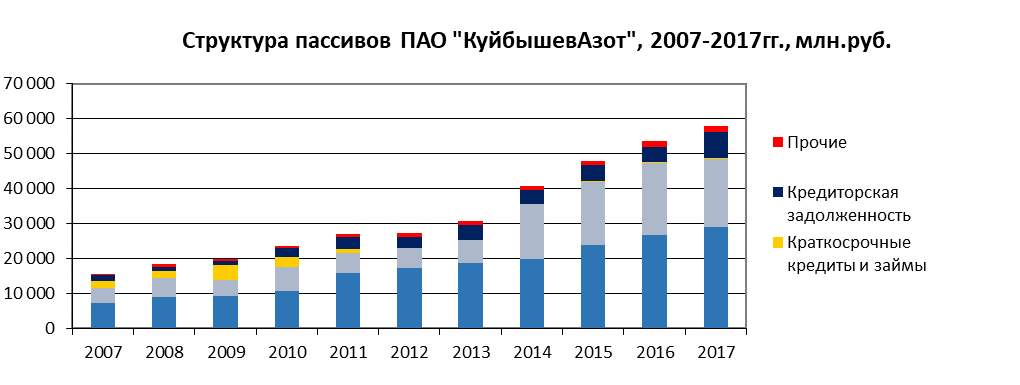 Структура пассивов ПАО "КуйбышевАзот", 2007-2017гг., млн.руб.
70 000
60 000
50 000
40 000
30 000
20 000
10 000
0
2007 2008 2009 2010 2011 2012 2013 2014 2015 2016 2017
Прочие
Кредиторская
задолженность
Краткосрочные
кредиты и займы